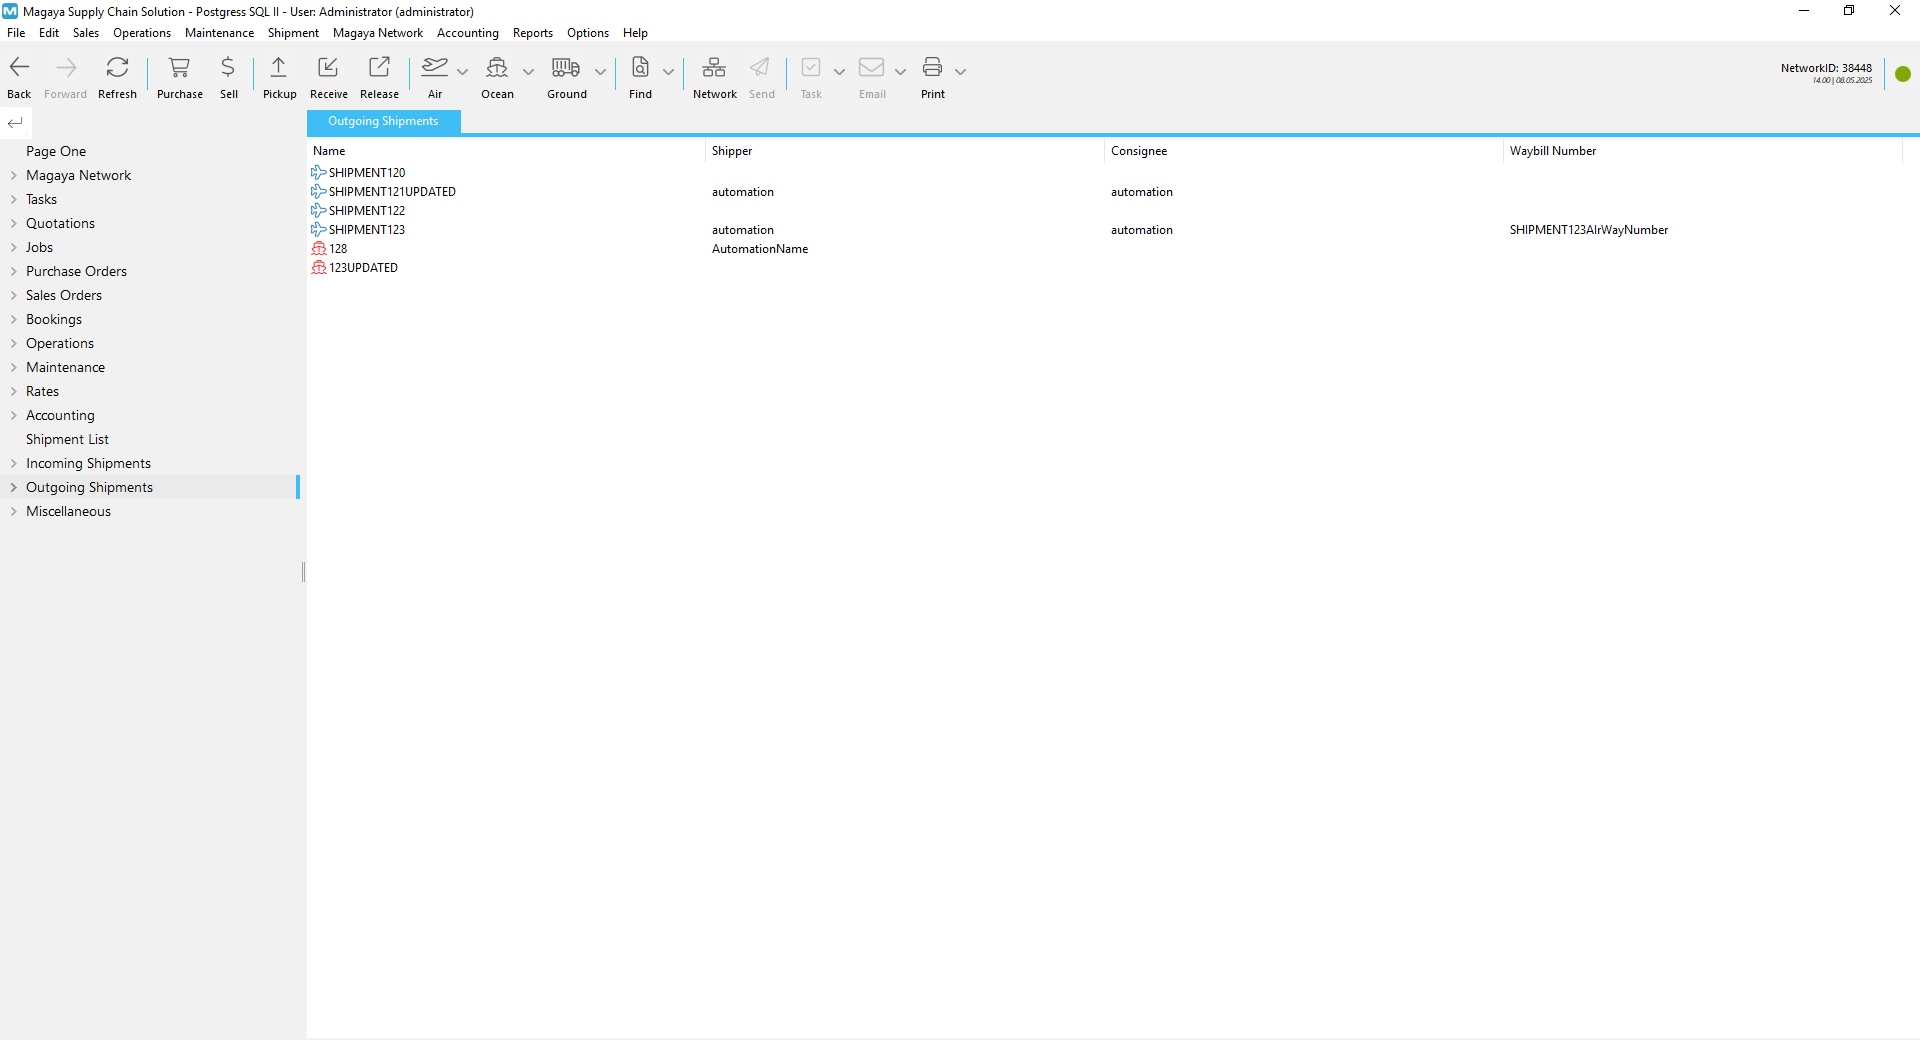 Magaya Supply Chain Solution - Postgress SQL II - User: Administrator (administrator)
File Edit Sales Operations Maintenance Shipment Magaya Network Accounting Reports Options Help
Back Forward Refresh Purchase Sell Pickup Receive Release Air Ocean Ground Find Network Send Task Email Print
NetworkID: 38448
14.00 | 08.05.2025
Page One
Magaya Network
Tasks
Quotations
Jobs
Purchase Orders
Sales Orders
Bookings
Operations
Maintenance
Rates
Accounting
Shipment List
Incoming Shipments
Outgoing Shipments
Miscellaneous
Outgoing Shipments
Name Shipper Consignee Waybill Number
SHIPMENT120
SHIPMENT121UPDATED automation automation
SHIPMENT122
SHIPMENT123 automation automation SHIPMENT123AIrWayNumber
128 AutomationName
123UPDATED